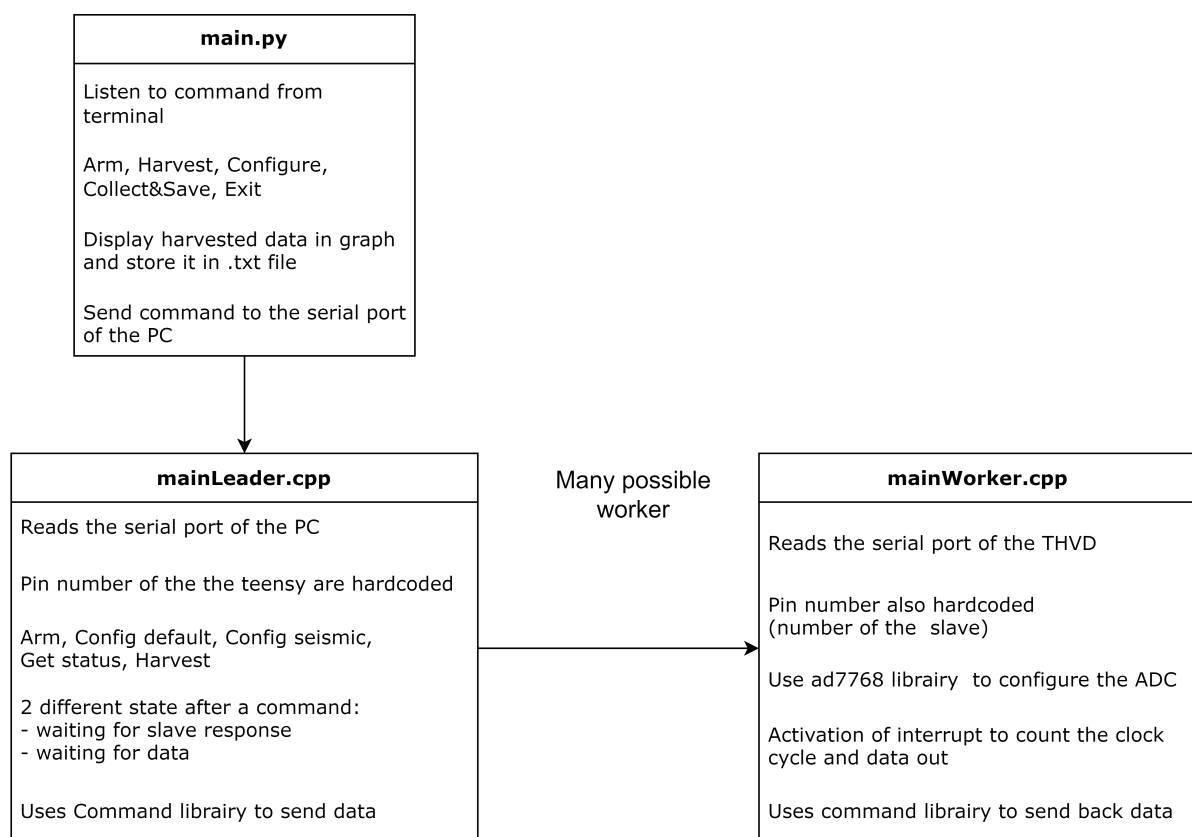 main.py
Listen to command from
terminal
Arm, Harvest, Configure,
Collect&Save, Exit
Display harvested data in graph
and store it in .txt file
Send command to the serial port
of the PC
mainLeader.cpp
Reads the serial port of the PC
Pin number of the the teensy are hardcoded
Arm, Config default, Config seismic,
Get status, Harvest
2 different state after a command:
- waiting for slave response
- waiting for data
Uses Command librairy to send data
Many possible
worker
mainWorker.cpp
Reads the serial port of the THVD
Pin number also hardcoded
(number of the slave)
Use ad7768 librairy to configure the ADC
Activation of interrupt to count the clock
cycle and data out
Uses command librairy to send back data